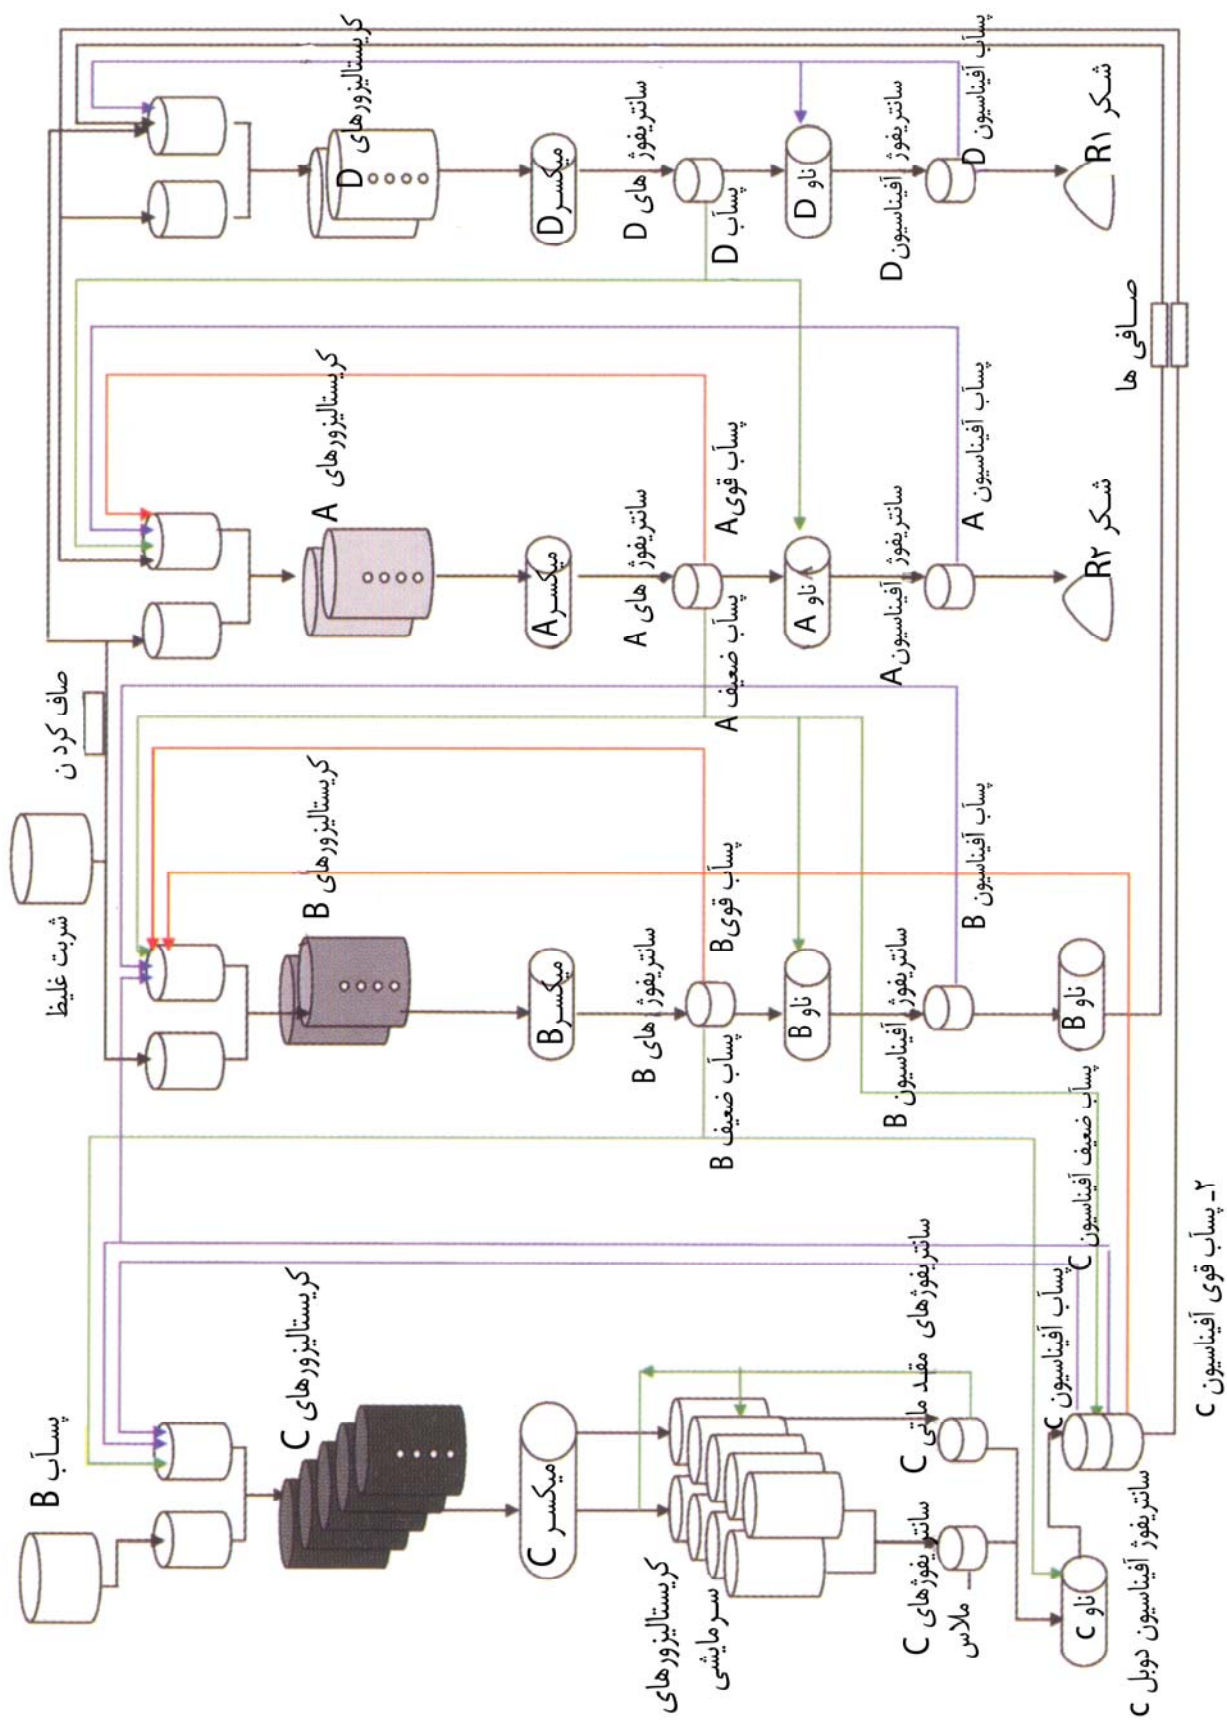 شربت غلیظ
صاف کردن
پساب B
کریستالیزورهای D
کریستالیزورهای A
کریستالیزورهای B
کریستالیزورهای C
میکسر D
میکسر A
میکسر B
میکسر C
سانتریفوژ های D
پساب D
سانتریفوژ های A
پساب قوی A
پساب ضعیف A
سانتریفوژ های B
پساب قوی B
پساب ضعیف B
کریستالیزورهای
سرمایشی
ناو D
ناو A
ناو B
سانتریفوژ آفیناسیون D
پساب آفیناسیون D
سانتریفوژ آفیناسیون A
پساب آفیناسیون A
سانتریفوژ آفیناسیون B
پساب آفیناسیون B
سانتریفوژهای مقدماتی C
سانتریفوژهای C
ملاس
شکر R۱
شکر R۲
صافی ها
ناو B
ناو C
پساب آفیناسیون C
پساب ضعیف آفیناسیون C
سانتریفوژ آفیناسیون دوبل C
۲ـ پساب قوی آفیناسیون C